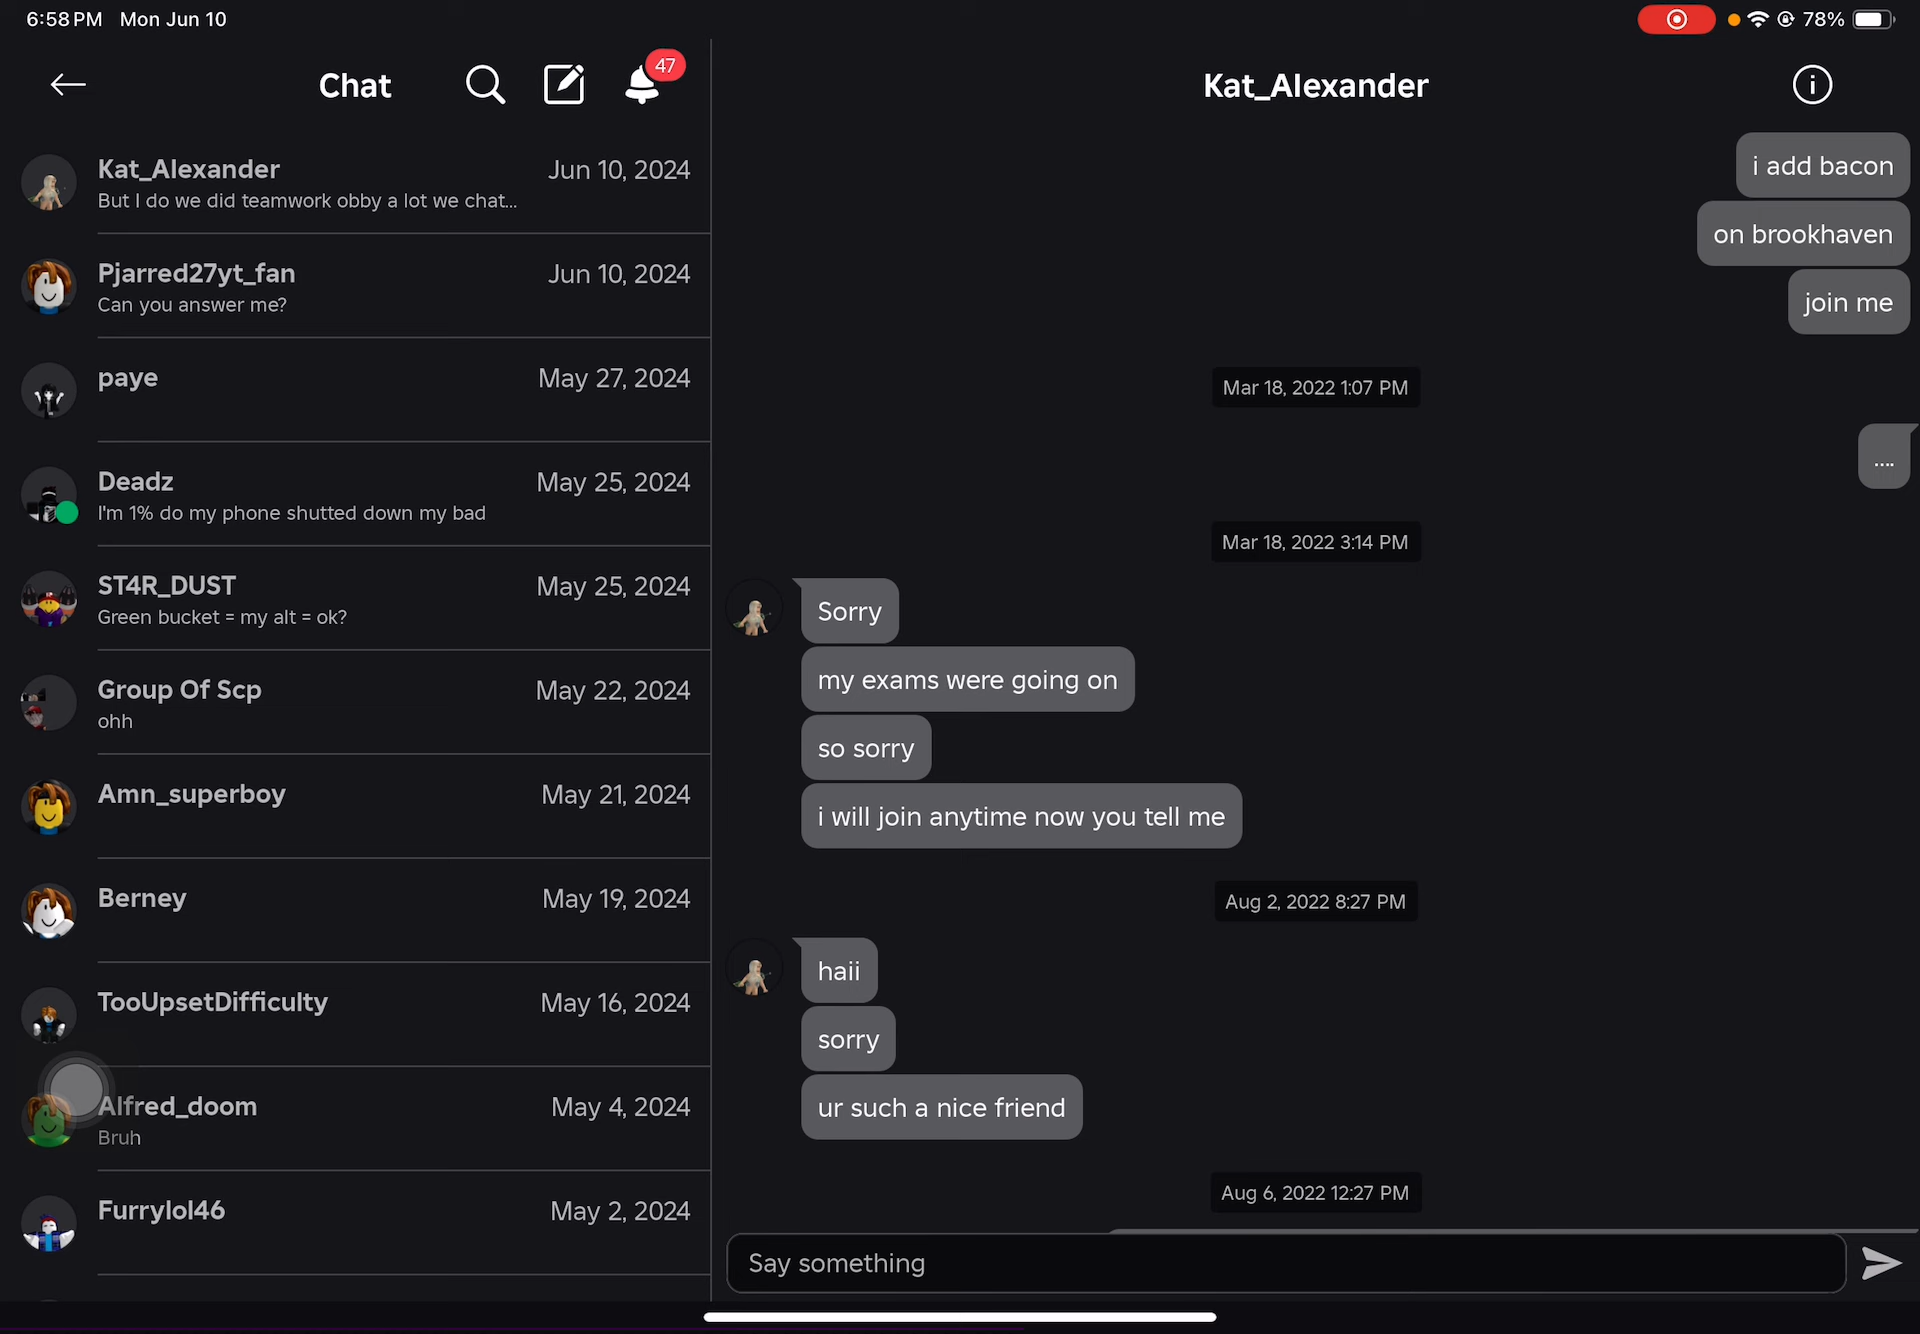 6:58 PM Mon Jun 10
78%
Chat
47
Kat_Alexander
Jun 10, 2024
But I do we did teamwork obby a lot we chat...
Pjarred27yt_fan
Jun 10, 2024
Can you answer me?
paye
May 27, 2024
Deadz
May 25, 2024
I'm 1% do my phone shutted down my bad
ST4R_DUST
May 25, 2024
Green bucket = my alt = ok?
Group Of Scp
May 22, 2024
ohh
Amn_superboy
May 21, 2024
Berney
May 19, 2024
TooUpsetDifficulty
May 16, 2024
Alfred_doom
May 4, 2024
Bruh
Furrylol46
May 2, 2024
Kat_Alexander
i add bacon
on brookhaven
join me
Mar 18, 2022 1:07 PM
....
Mar 18, 2022 3:14 PM
Sorry
my exams were going on
so sorry
i will join anytime now you tell me
Aug 2, 2022 8:27 PM
haii
sorry
ur such a nice friend
Aug 6, 2022 12:27 PM
Say something